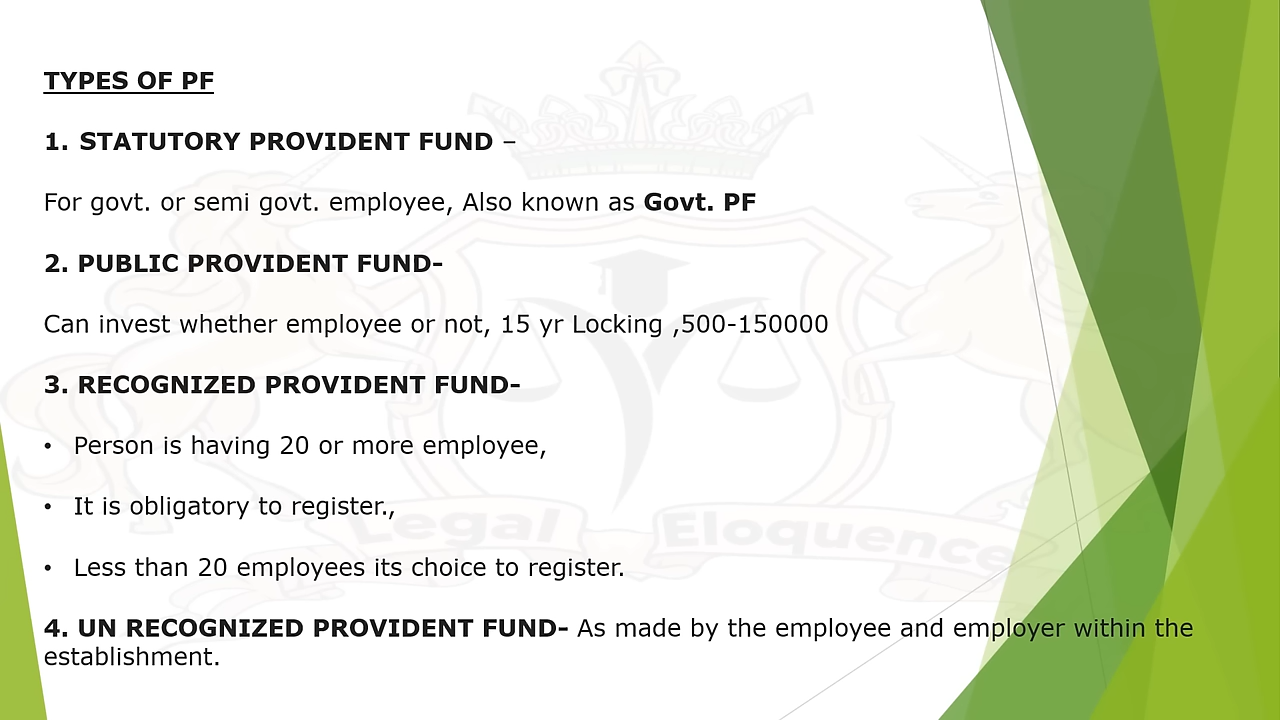 TYPES OF PF
1. STATUTORY PROVIDENT FUND –
For govt. or semi govt. employee, Also known as Govt. PF
2. PUBLIC PROVIDENT FUND-
Can invest whether employee or not, 15 yr Locking ,500-150000
3. RECOGNIZED PROVIDENT FUND-
• Person is having 20 or more employee,
• It is obligatory to register.,
• Less than 20 employees its choice to register.
4. UN RECOGNIZED PROVIDENT FUND- As made by the employee and employer within the
establishment.
Legal Eloquence